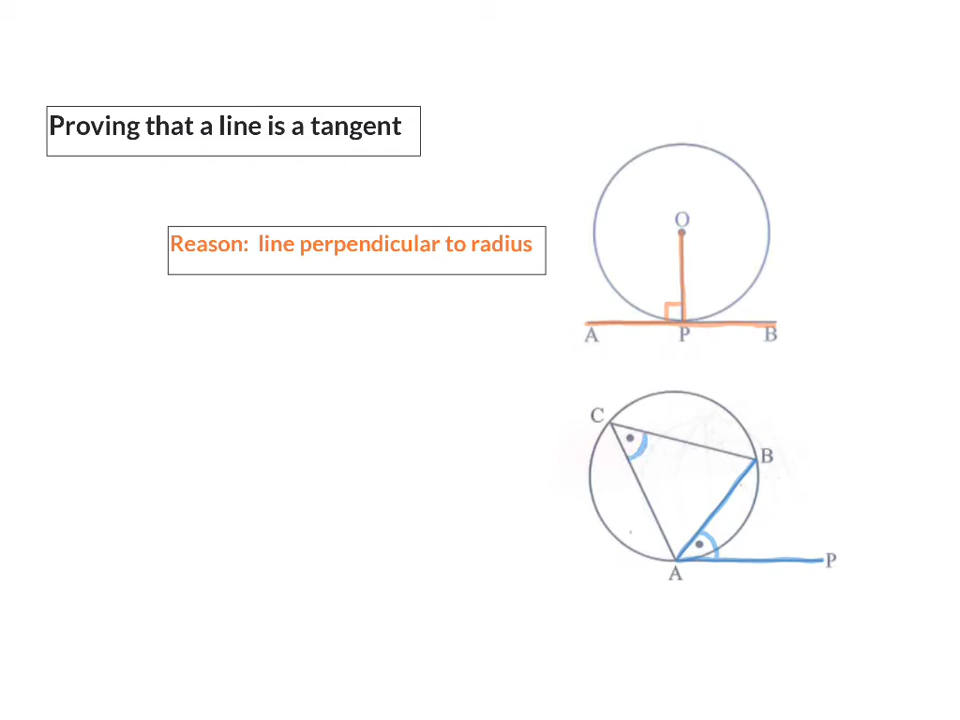 Proving that a line is a tangent
Reason: line perpendicular to radius
O
A P B
C
B
A
P